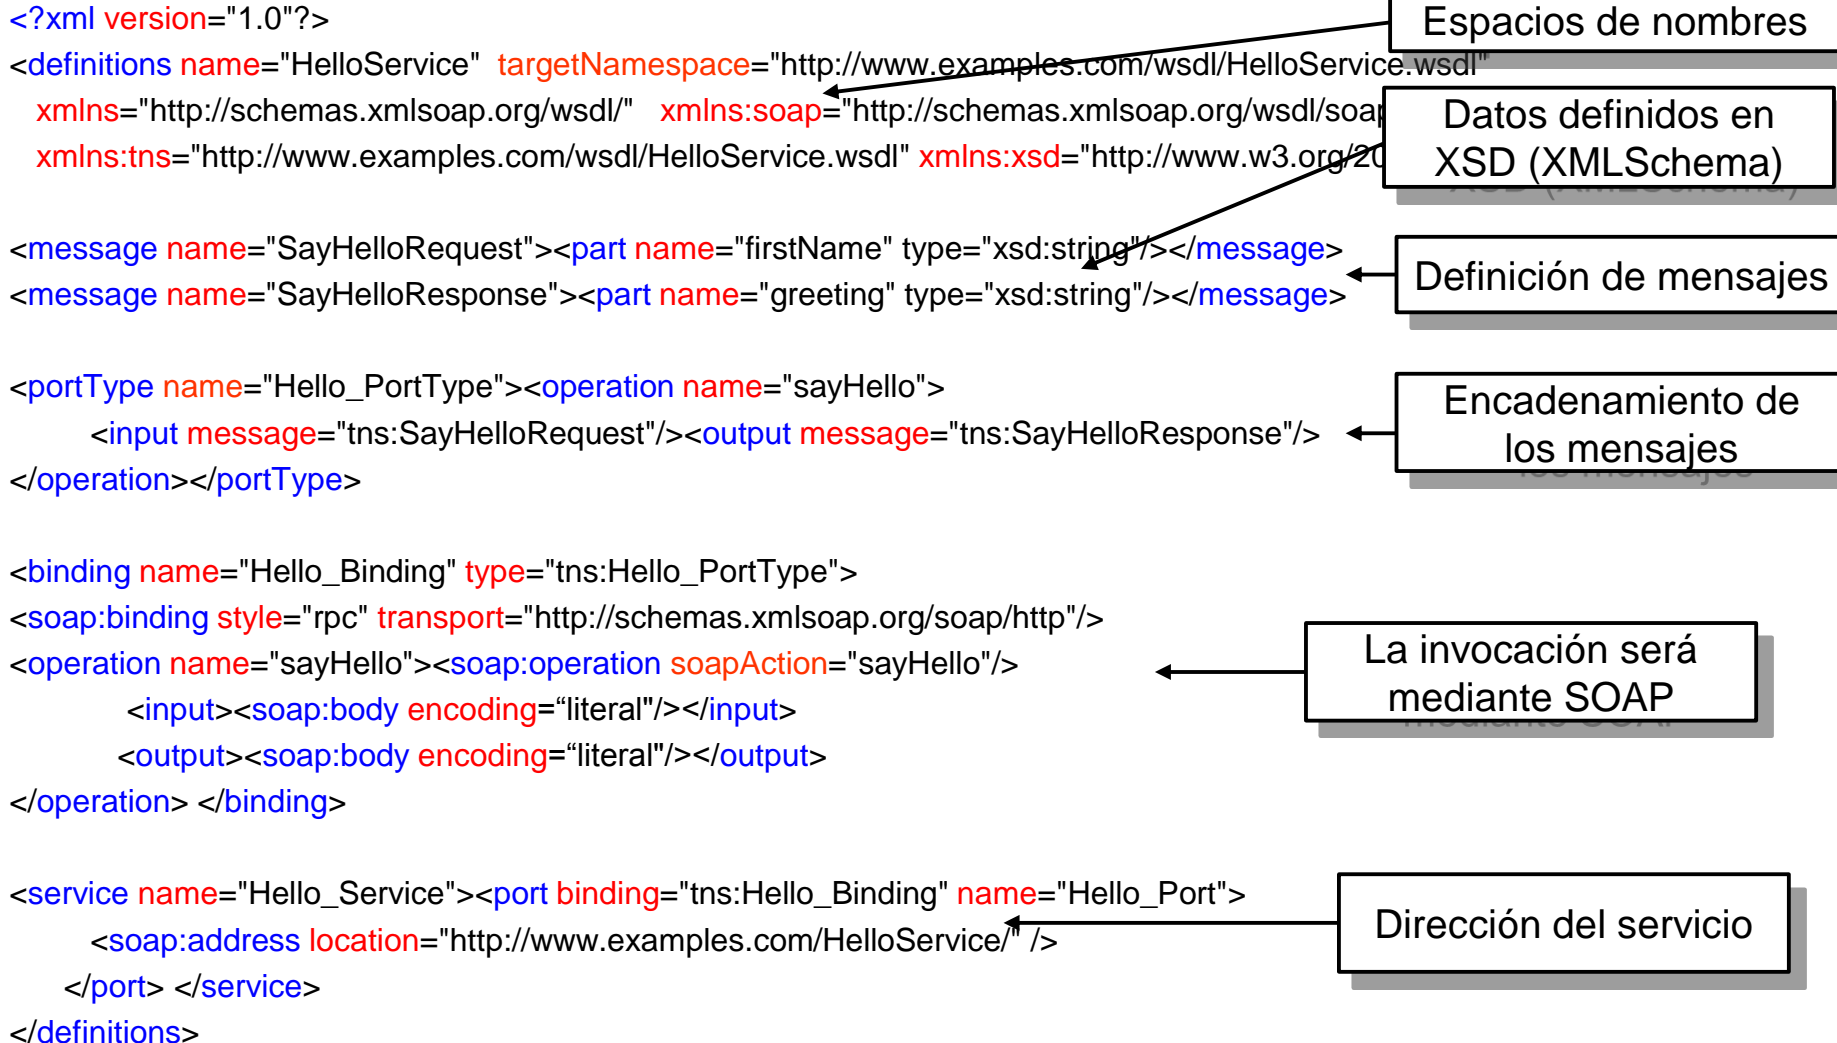 <?xml version="1.0"?>
<definitions name="HelloService" targetNamespace="http://www.examples.com/wsdl/HelloService.wsdl"
xmlns="http://schemas.xmlsoap.org/wsdl/" xmlns:soap="http://schemas.xmlsoap.org/wsdl/soap
xmlns:tns="http://www.examples.com/wsdl/HelloService.wsdl" xmlns:xsd="http://www.w3.org/20
Espacios de nombres
Datos definidos en
XSD (XMLSchema)
<message name="SayHelloRequest"><part name="firstName" type="xsd:string"/></message>
<message name="SayHelloResponse"><part name="greeting" type="xsd:string"/></message>
Definición de mensajes
<portType name="Hello_PortType"><operation name="sayHello">
<input message="tns:SayHelloRequest"/><output message="tns:SayHelloResponse"/>
</operation></portType>
Encadenamiento de
los mensajes
<binding name="Hello_Binding" type="tns:Hello_PortType">
<soap:binding style="rpc" transport="http://schemas.xmlsoap.org/soap/http"/>
<operation name="sayHello"><soap:operation soapAction="sayHello"/>
<input><soap:body encoding=“literal"/></input>
<output><soap:body encoding=“literal"/></output>
</operation> </binding>
La invocación será
mediante SOAP
<service name="Hello_Service"><port binding="tns:Hello_Binding" name="Hello_Port">
<soap:address location="http://www.examples.com/HelloService/" />
</port> </service>
</definitions>
Dirección del servicio